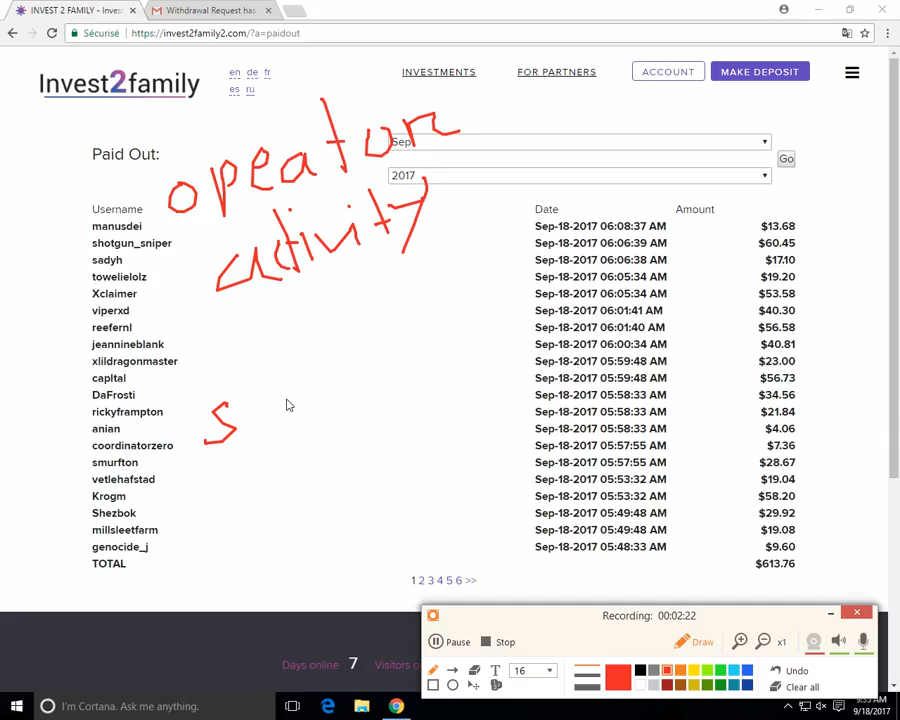 INVEST 2 FAMILY - Inves
Withdrawal Request has
Sécurisé
https://invest2family2.com/?a=paidout
Invest2family
en de fr
es ru
INVESTMENTS
FOR PARTNERS
ACCOUNT
MAKE DEPOSIT
opeator
activity
S
Paid Out:
Sep
2017
Go
Username Date Amount
manusdei Sep-18-2017 06:08:37 AM $13.68
shotgun_sniper Sep-18-2017 06:06:39 AM $60.45
sadyh Sep-18-2017 06:06:38 AM $17.10
towelielolz Sep-18-2017 06:05:34 AM $19.20
Xclaimer Sep-18-2017 06:05:34 AM $53.58
viperxd Sep-18-2017 06:01:41 AM $40.30
reefernl Sep-18-2017 06:01:40 AM $56.58
jeannineblank Sep-18-2017 06:00:34 AM $40.81
xlildragonmaster Sep-18-2017 05:59:48 AM $23.00
capltal Sep-18-2017 05:59:48 AM $56.73
DaFrosti Sep-18-2017 05:58:33 AM $34.56
rickyframpton Sep-18-2017 05:58:33 AM $21.84
anian Sep-18-2017 05:58:33 AM $4.06
coordinatorzero Sep-18-2017 05:57:55 AM $7.36
smurfton Sep-18-2017 05:57:55 AM $28.67
vetlehafstad Sep-18-2017 05:53:32 AM $19.04
Krogm Sep-18-2017 05:53:32 AM $58.20
Shezbok Sep-18-2017 05:49:48 AM $29.92
millsleetfarm Sep-18-2017 05:49:48 AM $19.08
genocide_j Sep-18-2017 05:48:33 AM $9.60
TOTAL $613.76
1 2 3 4 5 6 >>
Days online 7 Visitors o
Recording: 00:02:22
Pause Stop Draw x1
T 16 Undo
Clear all
I'm Cortana. Ask me anything.
9/18/2017